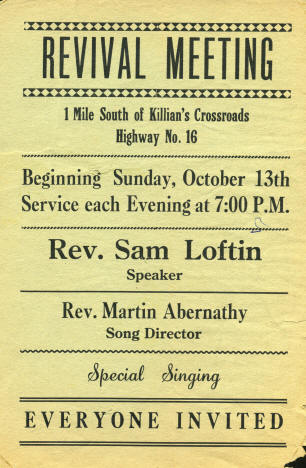 REVIVAL MEETING
1 Mile South of Killian's Crossroads
Highway No. 16
Beginning Sunday, October 13th
Service each Evening at 7:00 P.M.
Rev. Sam Loftin
Speaker
Rev. Martin Abernathy
Song Director
Special Singing
EVERYONE INVITED